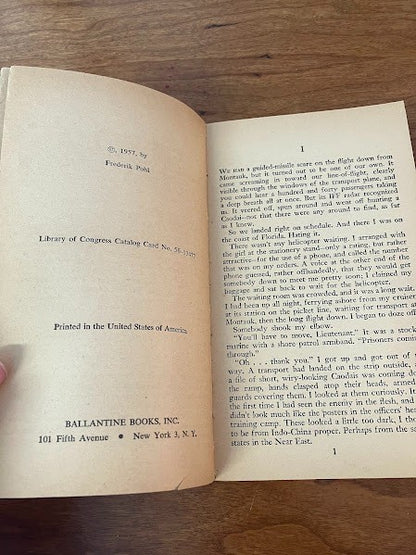 ©, 1957, by
Frederik Pohl
Library of Congress Catalog Card No. 56-
Printed in the United States of America
BALLANTINE BOOKS, INC.
101 Fifth Avenue • New York 3, N. Y.
1
WE HAD a guided-missile scare on the flight down from
Montauk, but it turned out to be one of our own. It
came screaming in toward our line-of-flight, clearly
visible through the windows of the transport plane, and
you could hear a hundred and forty passengers taking
a deep breath all at once. But its IFF radar recognized
us. It veered off, spun around and went off hunting a
Caodai—not that there were any around to find, as far
as I knew.
So we landed right on schedule. And there I was on
the coast of Florida. Hating it.
There wasn't my helicopter waiting. I arranged with
the girl at the stationery stand—only a rating, but rather
attractive—for the use of a phone, and called the number
that was on my orders. A voice at the other end of the
phone guessed, rather offhandedly, that they would get
somebody down to meet me pretty soon; I claimed my
baggage and sat back to wait for the helicopter.
The waiting room was crowded, and it was a long wait.
I had been up all night, ferrying ashore from my cruiser
at its station on the picket line, waiting for transport at
Montauk, then the long flight down. I began to doze off.
Somebody shook my elbow.
"You'll have to move, Lieutenant." It was a stocky
marine with a shore patrol armband. "Prisoners coming
through."
"Oh . . . thank you." I got up and got out of
way. A transport had landed on the strip outside,
a file of short, wiry-looking Caodais was coming do
the ramp, hands clasped atop their heads, armed
guards covering them. I looked at them curiously. It
the first time I had seen the enemy in the flesh, and
didn't look much like the posters in the officers' hea
training camp. These looked a little too dark, I th
to be from Indo-China proper. Perhaps from the sa
states in the Near East.
1